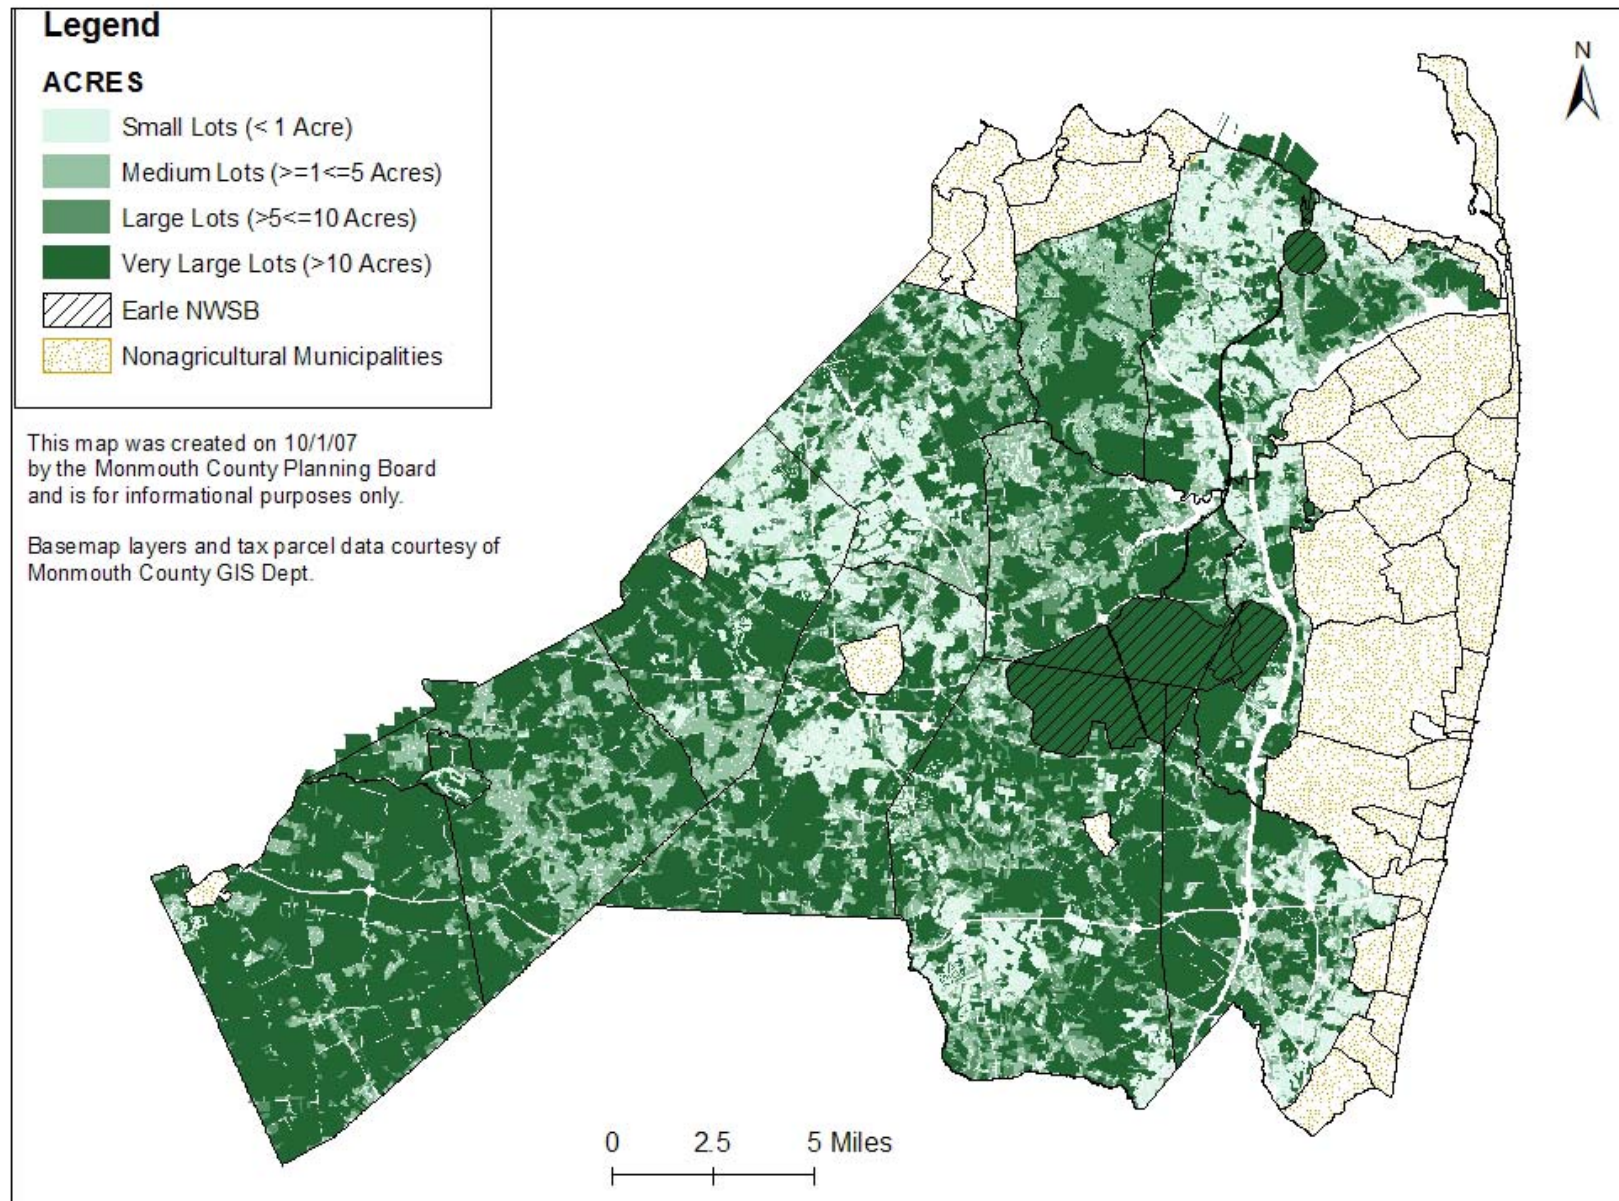 Legend
ACRES
Small Lots (< 1 Acre)
Medium Lots (>=1<=5 Acres)
Large Lots (>5<=10 Acres)
Very Large Lots (>10 Acres)
Earle NWSB
Nonagricultural Municipalities
This map was created on 10/1/07
by the Monmouth County Planning Board
and is for informational purposes only.
Basemap layers and tax parcel data courtesy of
Monmouth County GIS Dept.
N
0 2.5 5 Miles